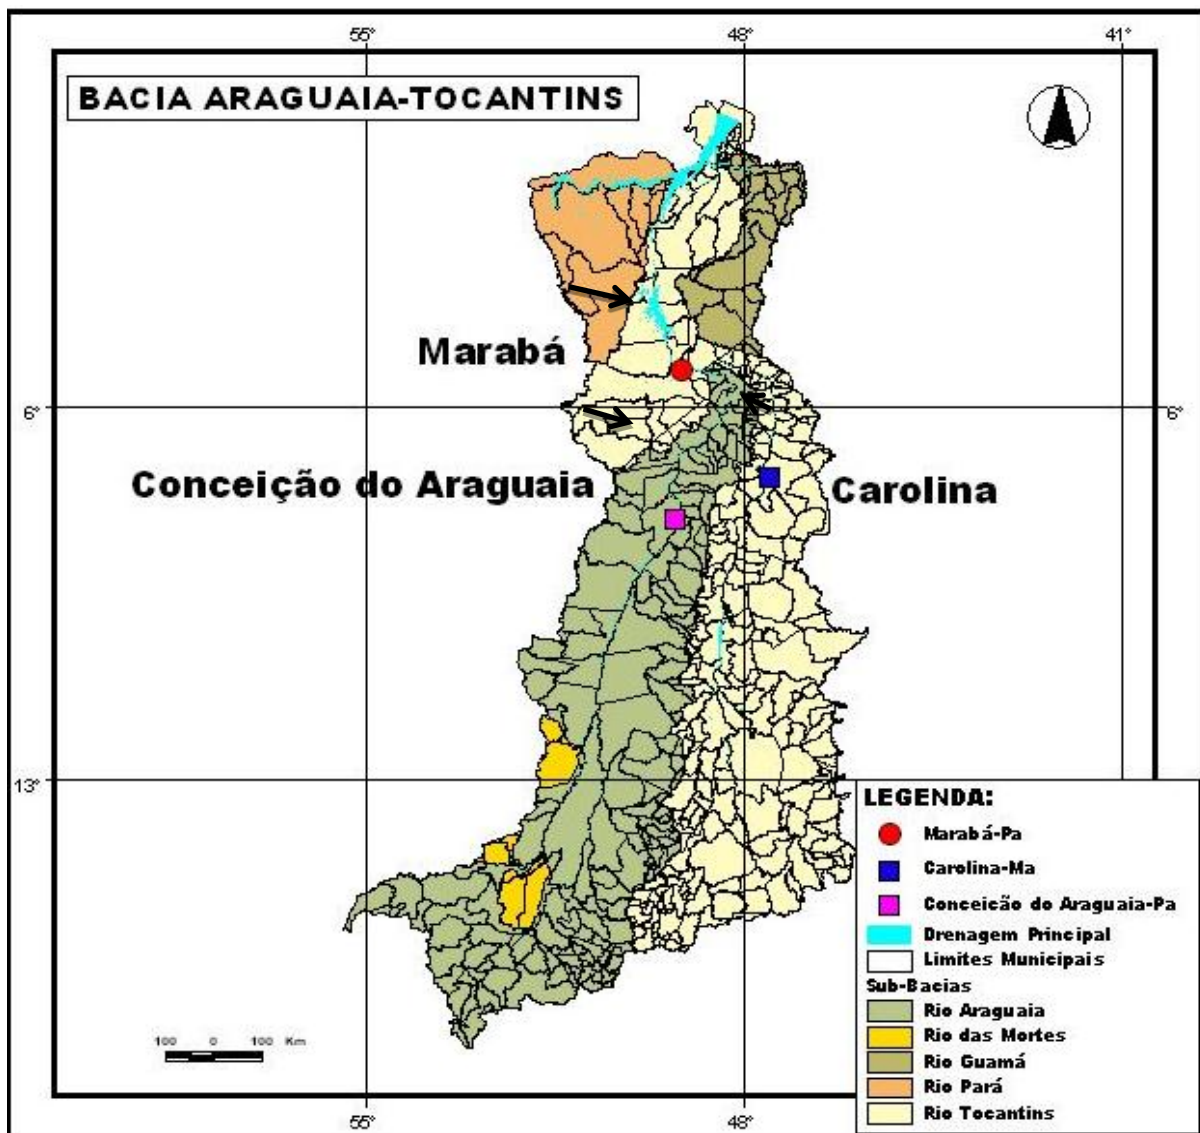 55°
48°
41°
BACIA ARAGUAIA-TOCANTINS
Marabá
6°
6°
Conceição do Araguaia
Carolina
13°
LEGENDA:
Marabá-Pa
Carolina-Ma
Conceicão do Araguaia-Pa
Drenagem Principal
Limites Municipais
Sub-Bacias
Rio Araguaia
Rio das Mortes
Rio Guamá
Rio Pará
Rio Tocantins
100 0 100 Km
55°
48°